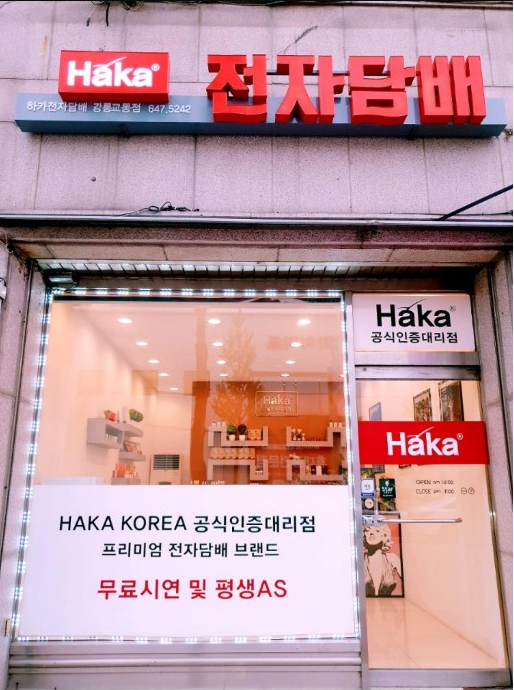 Haka®
전자담배
하카전자담배 강릉교동점 647.5242
Haka®
공식인증대리점
Haka
Haka®
HAKA KOREA 공식인증대리점
프리미엄 전자담배 브랜드
무료시연 및 평생AS